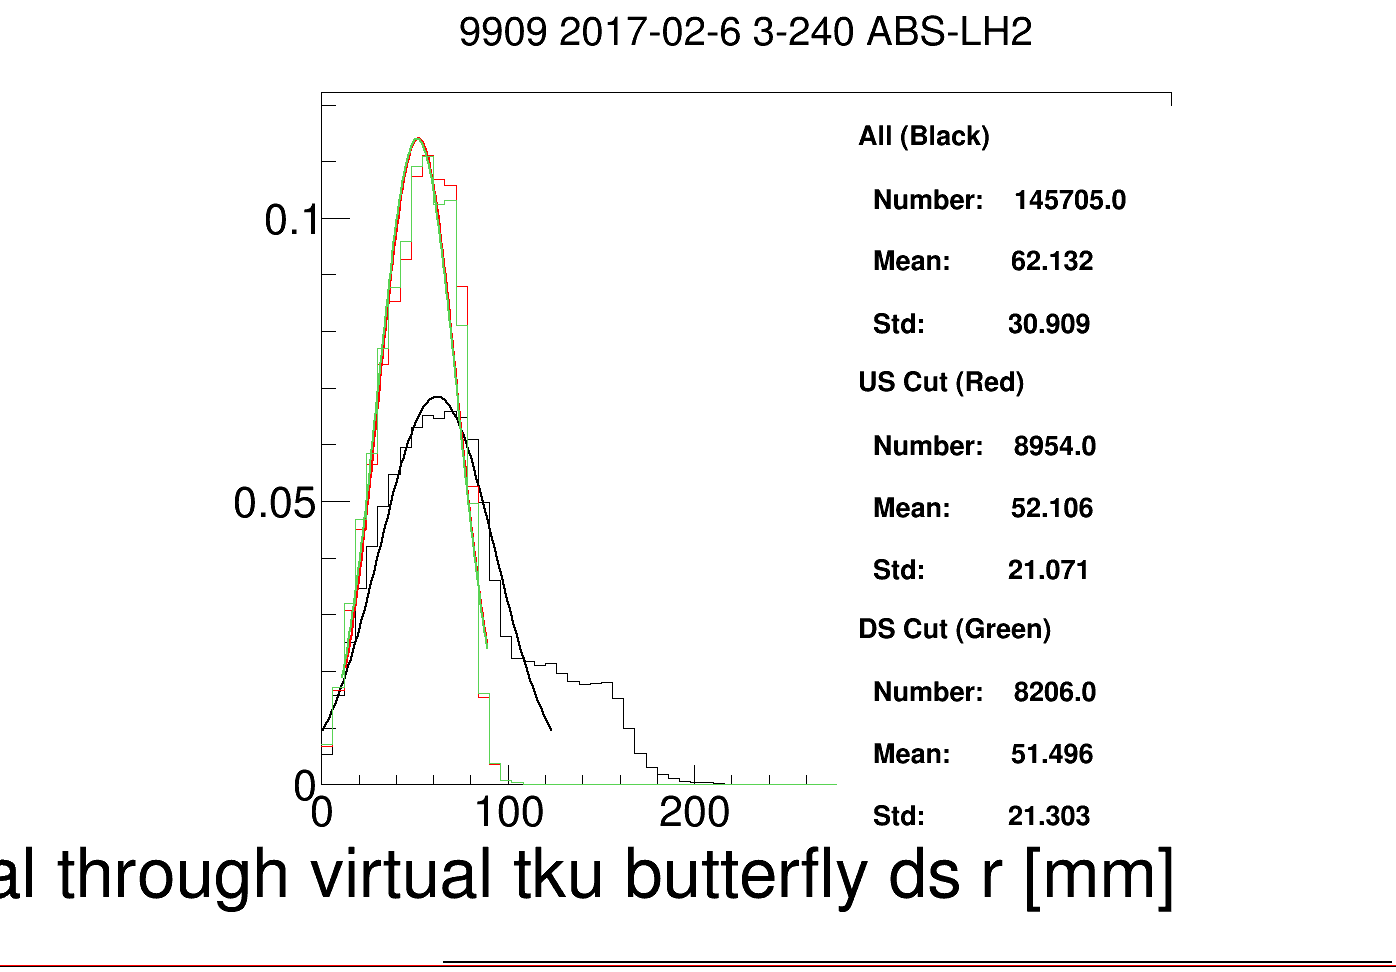 9909 2017-02-6 3-240 ABS-LH2
All (Black)
Number: 145705.0
Mean: 62.132
Std: 30.909
US Cut (Red)
Number: 8954.0
Mean: 52.106
Std: 21.071
DS Cut (Green)
Number: 8206.0
Mean: 51.496
Std: 21.303
0.1
0.05
0
0 100 200
through virtual tku butterfly ds r [mm]